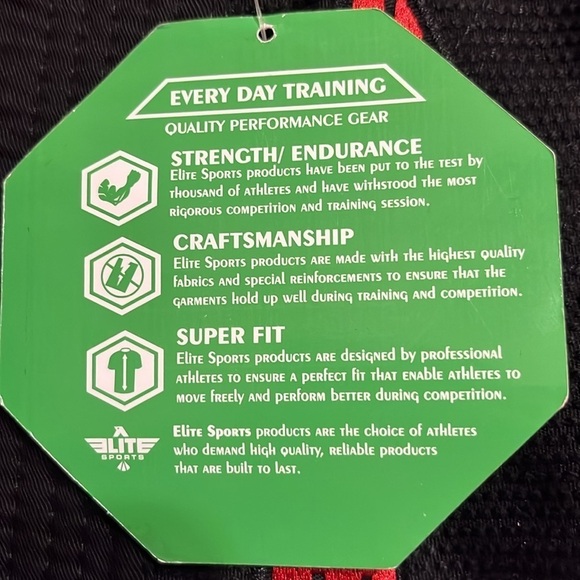 EVERY DAY TRAINING
QUALITY PERFORMANCE GEAR
STRENGTH/ ENDURANCE
Elite Sports products have been put to the test by
thousand of athletes and have withstood the most
rigorous competition and training session.
CRAFTSMANSHIP
Elite Sports products are made with the highest quality
fabrics and special reinforcements to ensure that the
garments hold up well during training and competition.
SUPER FIT
Elite Sports products are designed by professional
athletes to ensure a perfect fit that enable athletes to
move freely and perform better during competition.
ELITE
SPORTS
Elite Sports products are the choice of athletes
who demand high quality, reliable products
that are built to last.